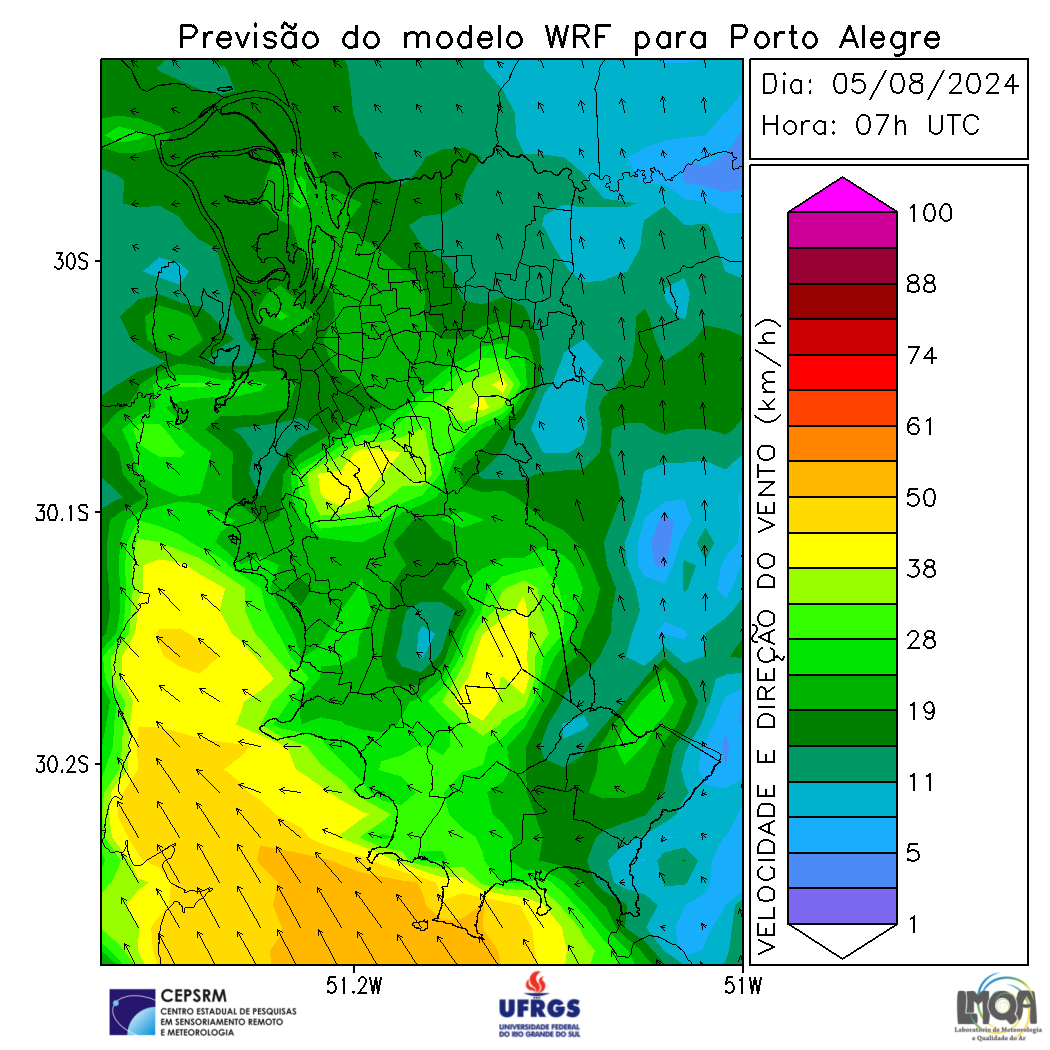 Previsão do modelo WRF para Porto Alegre
Dia: 05/08/2024
Hora: 07h UTC
30S
30.1S
30.2S
51.2W
51W
VELOCIDADE E DIREÇÃO DO VENTO (km/h)
100
88
74
61
50
38
28
19
11
5
1
CEPSRM
CENTRO ESTADUAL DE PESQUISAS
EM SENSORIAMENTO REMOTO
E METEOROLOGIA
UFRGS
UNIVERSIDADE FEDERAL
DO RIO GRANDE DO SUL
LMQA
Laboratório de Meteorologia
e Qualidade do Ar